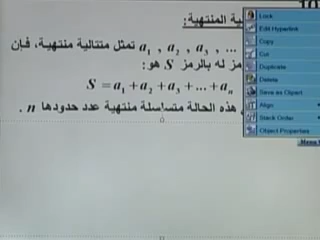 ية المنتهية:
a₁ , a₂ , a₃ , ... تمثل متتالية منتهية، فإن
مز له بالرمز S هو:
S = a₁ + a₂ + a₃ + ... + aₙ
هذه الحالة متسلسلة منتهية عدد حدودها n .
Lock
Edit Hyperlink
Copy
Cut
Duplicate
Delete
Save as Clipart
Align
Stack Order
Object Properties
Menu